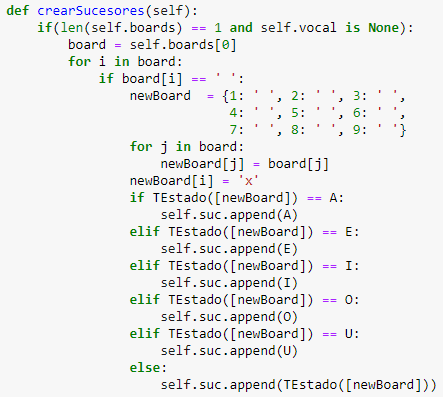 def crearSucesores(self):
    if(len(self.boards) == 1 and self.vocal is None):
        board = self.boards[0]
        for i in board:
            if board[i] == ' ':
                newBoard  = {1: ' ', 2: ' ', 3: ' ',
                             4: ' ', 5: ' ', 6: ' ',
                             7: ' ', 8: ' ', 9: ' '}
                for j in board:
                    newBoard[j] = board[j]
                newBoard[i] = 'x'
                if TEstado([newBoard]) == A:
                    self.suc.append(A)
                elif TEstado([newBoard]) == E:
                    self.suc.append(E)
                elif TEstado([newBoard]) == I:
                    self.suc.append(I)
                elif TEstado([newBoard]) == O:
                    self.suc.append(O)
                elif TEstado([newBoard]) == U:
                    self.suc.append(U)
                else:
                    self.suc.append(TEstado([newBoard]))